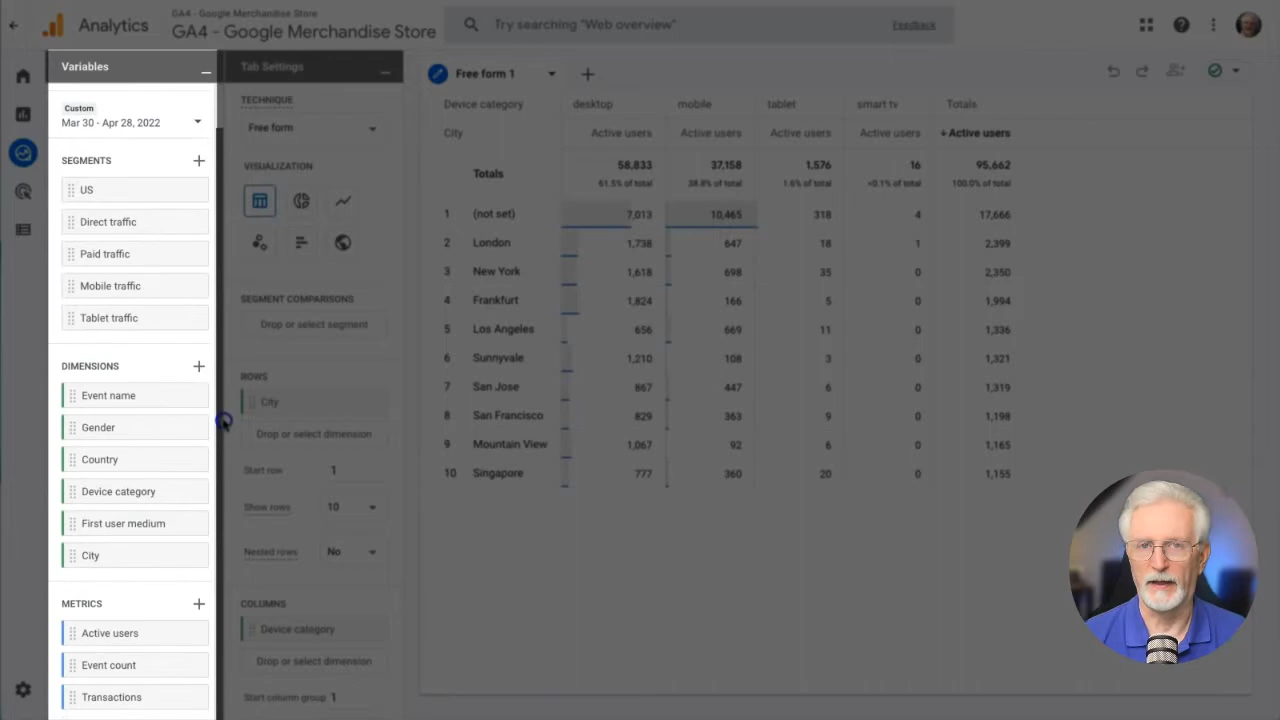 Analytics
GA4 - Google Merchandise Store
GA4 - Google Merchandise Store
Try searching "Web overview"
Feedback
Variables
Custom
Mar 30 - Apr 28, 2022
SEGMENTS
US
Direct traffic
Paid traffic
Mobile traffic
Tablet traffic
DIMENSIONS
Event name
Gender
Country
Device category
First user medium
City
METRICS
Active users
Event count
Transactions
Tab Settings
TECHNIQUE
Free form
VISUALIZATION
SEGMENT COMPARISONS
Drop or select segment
ROWS
City
Drop or select dimension
Start row 1
Show rows 10
Nested rows No
COLUMNS
Device category
Drop or select dimension
Start column group 1
Free form 1
Device category desktop mobile tablet smart tv Totals
City Active users Active users Active users Active users ↓Active users
Totals 58,833 37,158 1,576 16 95,662
61.5% of total 38.8% of total 1.6% of total <0.1% of total 100.0% of total
1 (not set) 7,013 10,465 318 4 17,666
2 London 1,738 647 18 1 2,399
3 New York 1,618 698 35 0 2,350
4 Frankfurt 1,824 166 5 0 1,994
5 Los Angeles 656 669 11 0 1,336
6 Sunnyvale 1,210 108 3 0 1,321
7 San Jose 867 447 6 0 1,319
8 San Francisco 829 363 9 0 1,198
9 Mountain View 1,067 92 6 0 1,165
10 Singapore 777 360 20 0 1,155